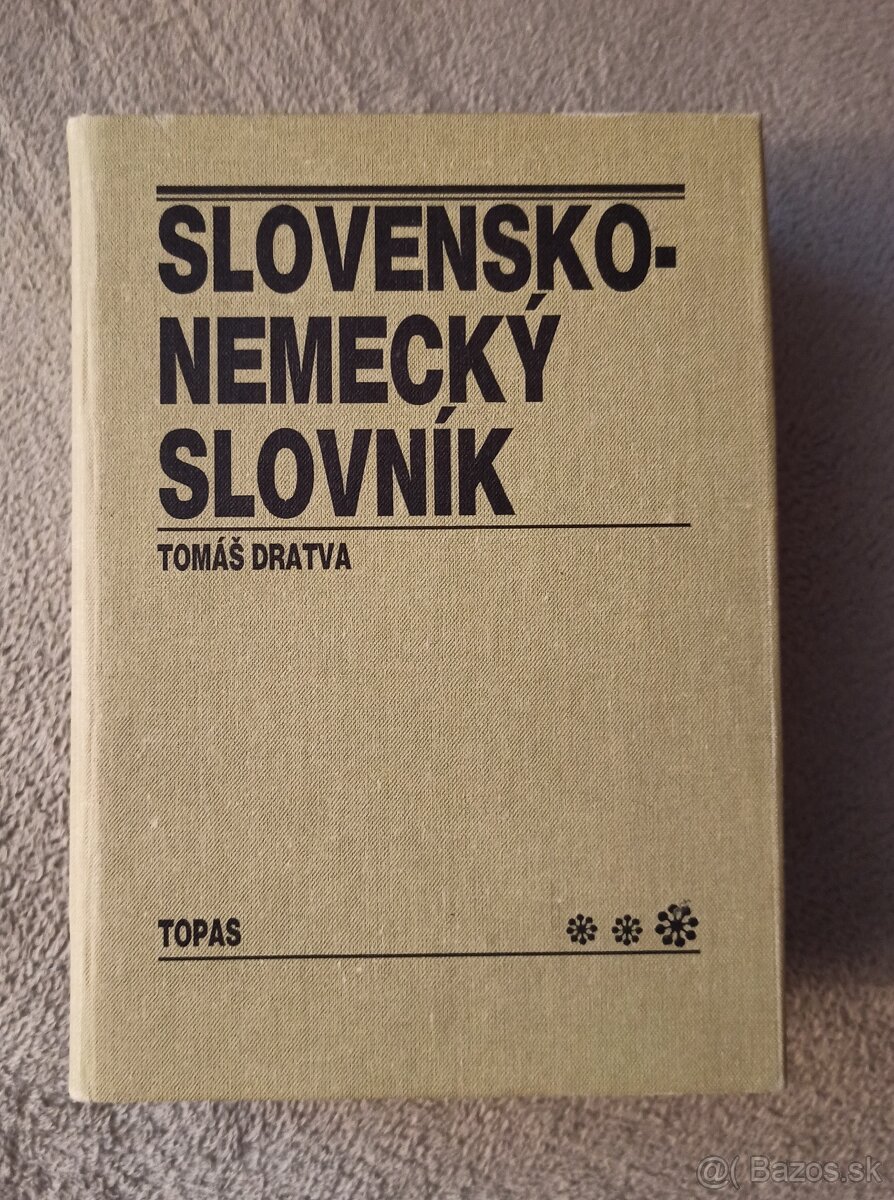 SLOVENSKO-
NEMECKÝ
SLOVNÍK
TOMÁŠ DRATVA
TOPAS
@( Bazos.sk